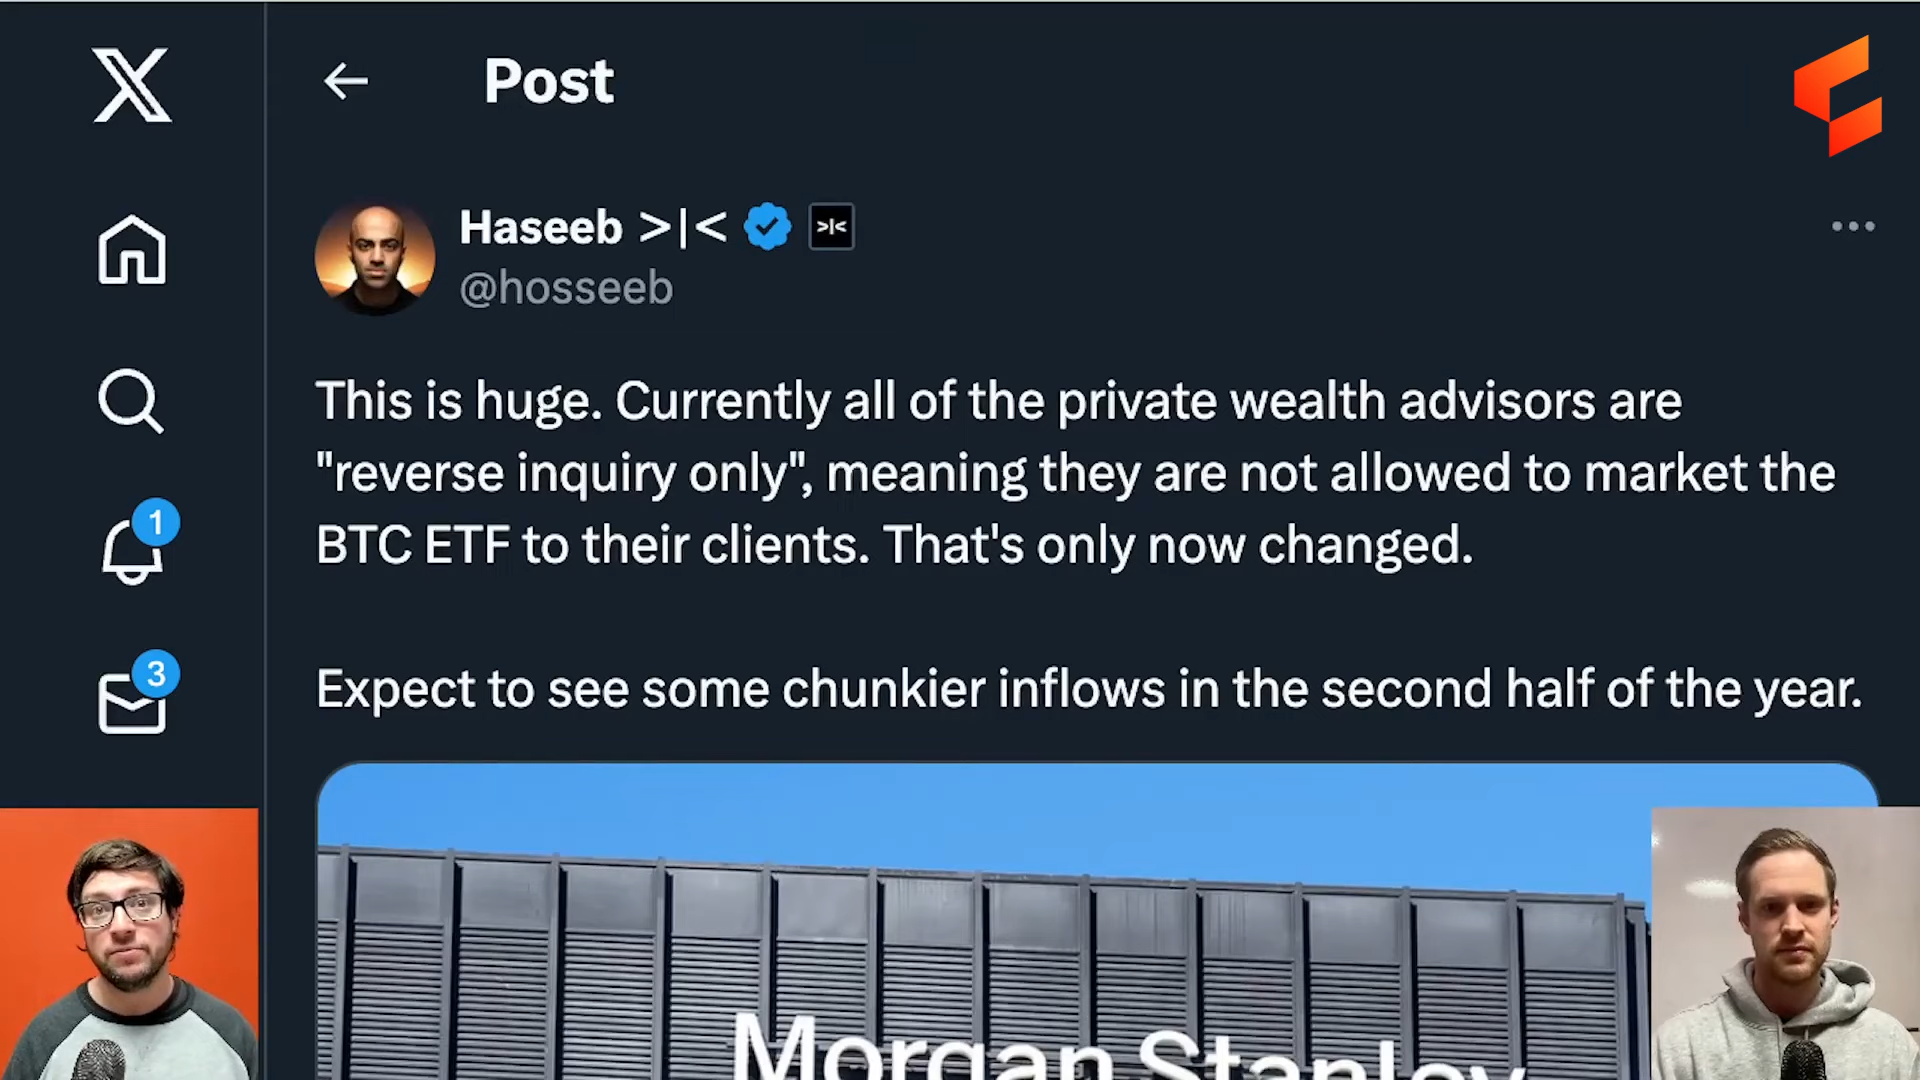 Post
Haseeb >|<
>|<
@hosseeb
This is huge. Currently all of the private wealth advisors are
"reverse inquiry only", meaning they are not allowed to market the
BTC ETF to their clients. That's only now changed.
Expect to see some chunkier inflows in the second half of the year.
1
3
Morgan Stanley